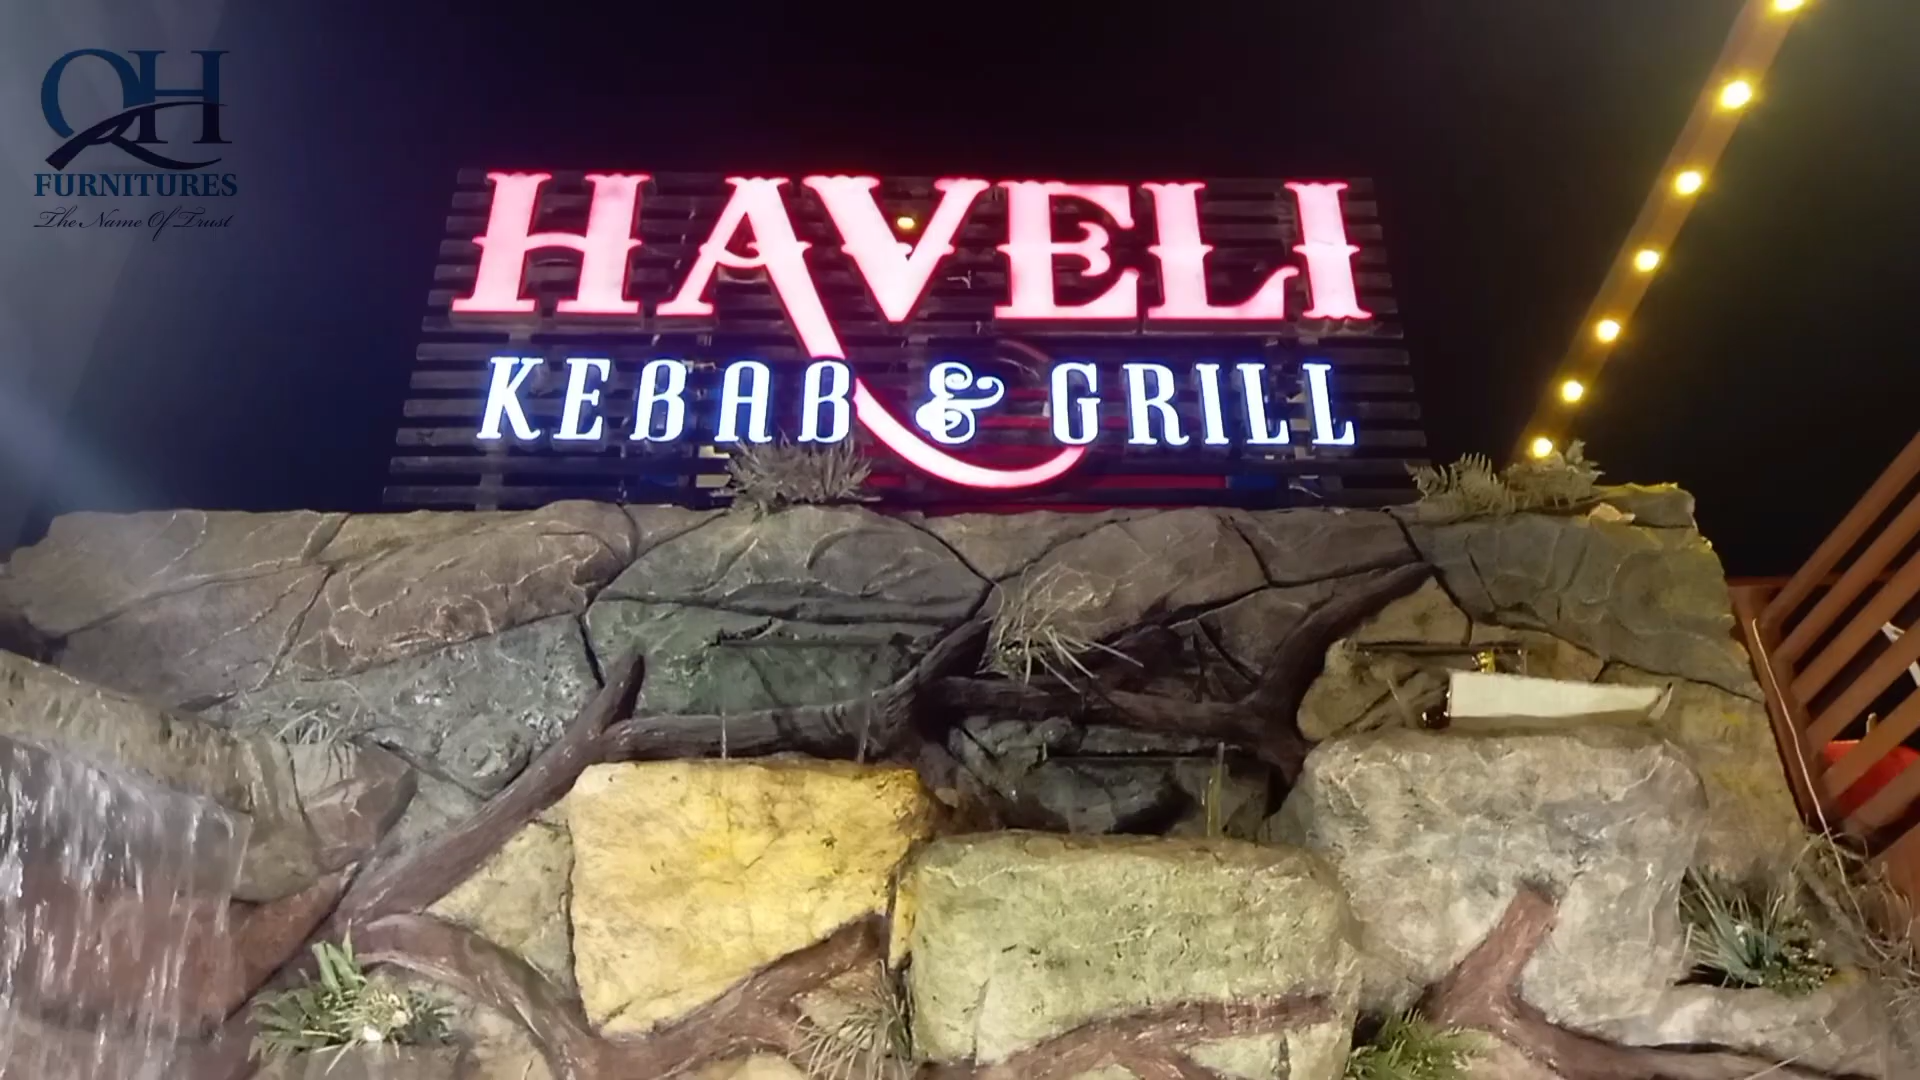 QH
FURNITURES
The Name Of Trust
HAVELI
KEBAB & GRILL